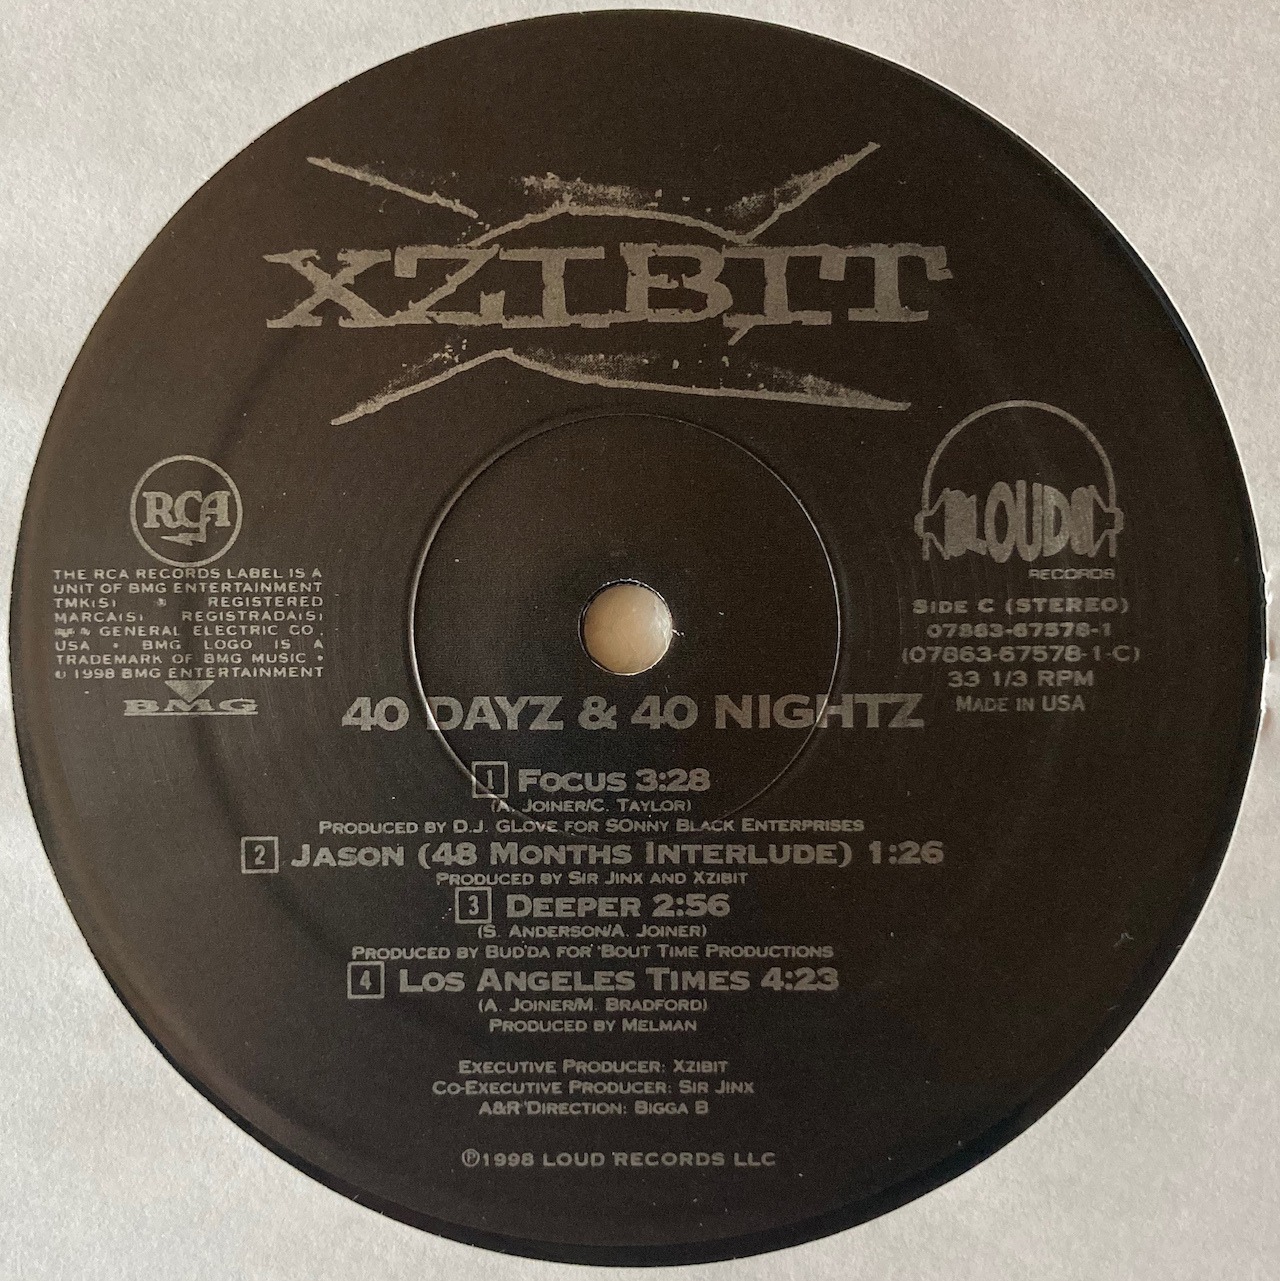 XZIBIT
RCA
THE RCA RECORDS LABEL IS A
UNIT OF BMG ENTERTAINMENT
TMK(S) ® REGISTERED
MARCA(S) REGISTRADA(S)
GENERAL ELECTRIC CO.,
USA • BMG LOGO IS A
TRADEMARK OF BMG MUSIC •
© 1998 BMG ENTERTAINMENT
BMG
LOUD
RECORDS
SIDE C (STEREO)
07863-67578-1
(07863-67578-1-C)
33 1/3 RPM
MADE IN USA
40 DAYZ & 40 NIGHTZ
1 FOCUS 3:28
(A. JOINER/C. TAYLOR)
PRODUCED BY D.J. GLOVE FOR SONNY BLACK ENTERPRISES
2 JASON (48 MONTHS INTERLUDE) 1:26
PRODUCED BY SIR JINX AND XZIBIT
3 DEEPER 2:56
(S. ANDERSON/A. JOINER)
PRODUCED BY BUD'DA FOR 'BOUT TIME PRODUCTIONS
4 LOS ANGELES TIMES 4:23
(A. JOINER/M. BRADFORD)
PRODUCED BY MELMAN
EXECUTIVE PRODUCER: XZIBIT
CO-EXECUTIVE PRODUCER: SIR JINX
A&R DIRECTION: BIGGA B
℗1998 LOUD RECORDS LLC